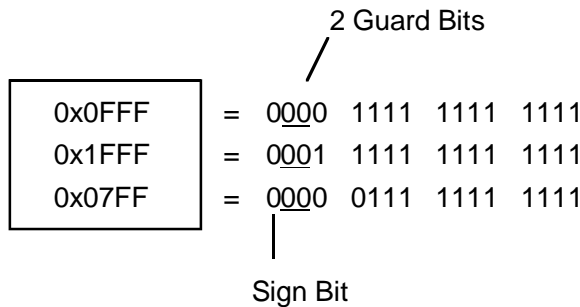 2 Guard Bits
0x0FFF = 0000 1111 1111 1111
0x1FFF = 0001 1111 1111 1111
0x07FF = 0000 0111 1111 1111
Sign Bit